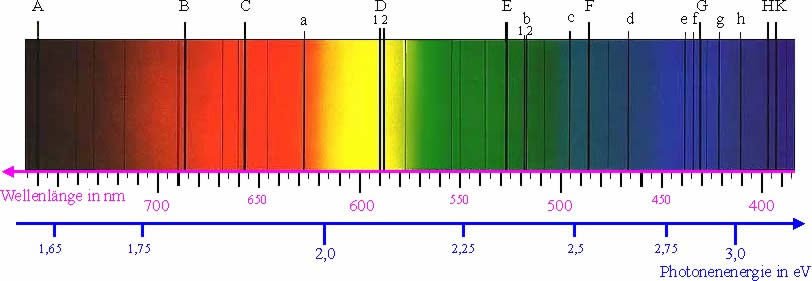 A B C D E F G H K
a 1 2 b c d e f g h
1,2
Wellenlänge in nm 700 650 600 550 500 450 400
1,65 1,75 2,0 2,25 2,5 2,75 3,0
Photonenenergie in eV